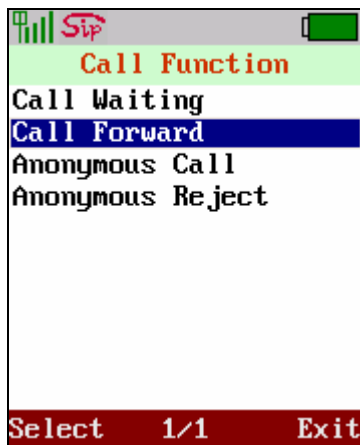 Sip
Call Function
Call Waiting
Call Forward
Anonymous Call
Anonymous Reject
Select 1/1 Exit